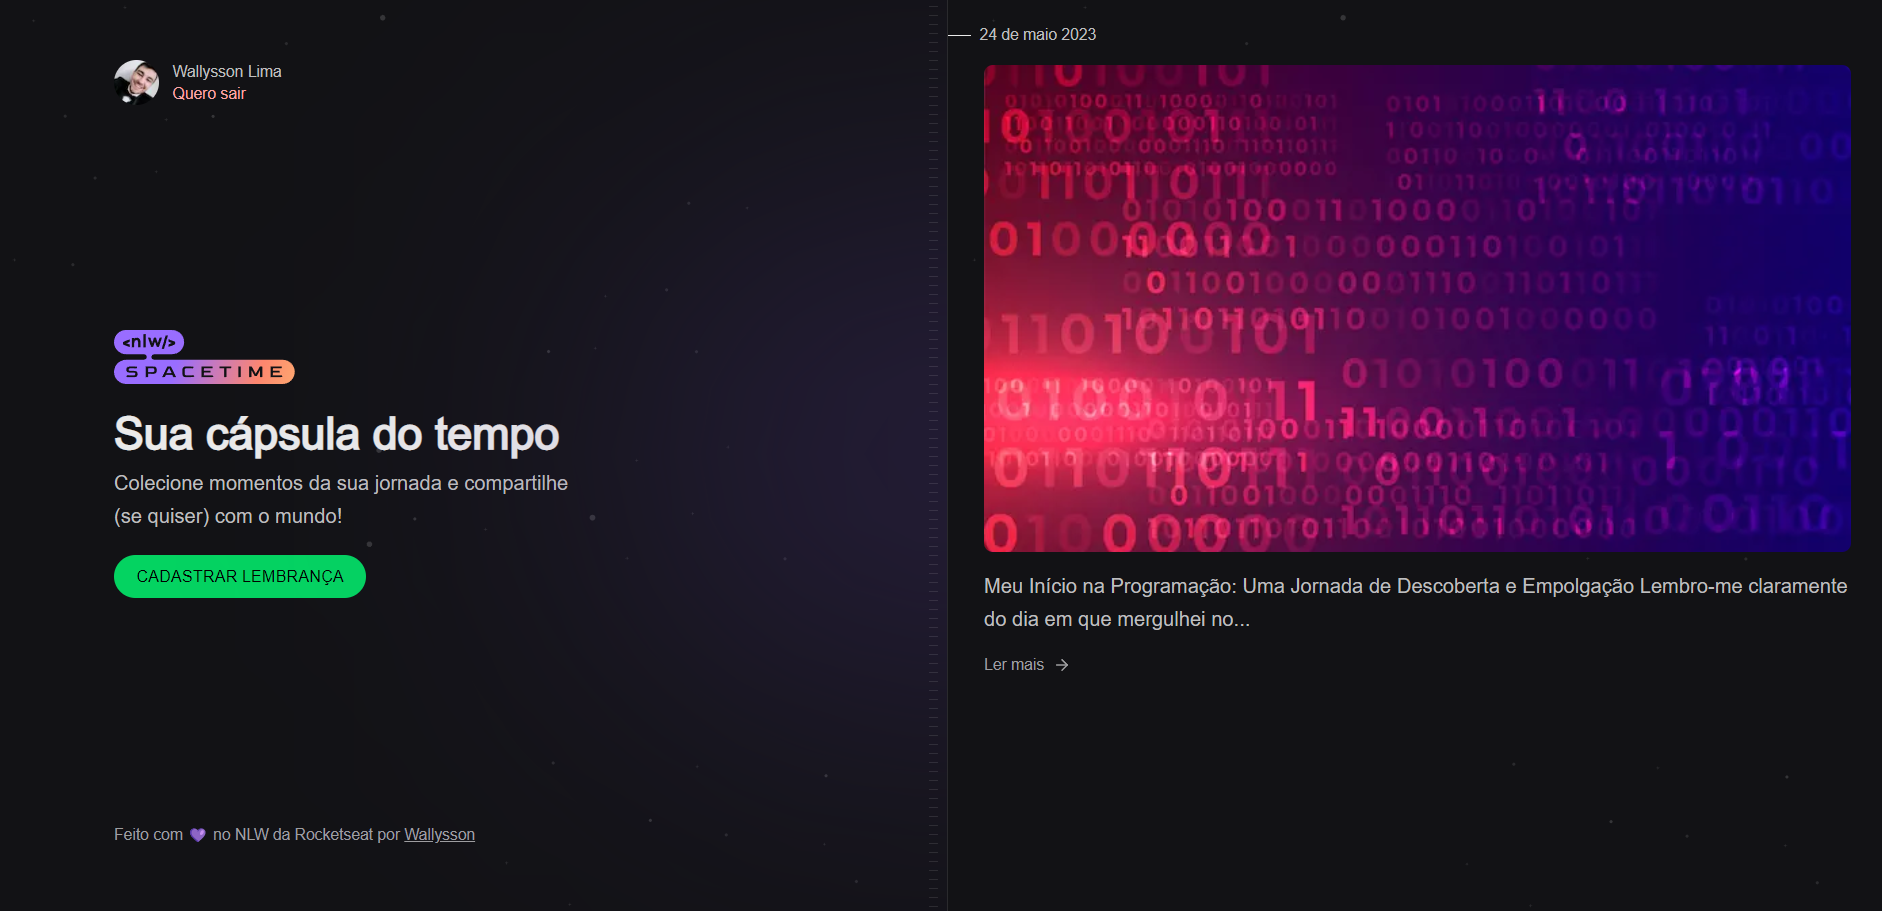 Wallysson Lima
Quero sair
<nlw/>
SPACETIME
Sua cápsula do tempo
Colecione momentos da sua jornada e compartilhe
(se quiser) com o mundo!
CADASTRAR LEMBRANÇA
Feito com 💜 no NLW da Rocketseat por Wallysson
24 de maio 2023
Meu Início na Programação: Uma Jornada de Descoberta e Empolgação Lembro-me claramente
do dia em que mergulhei no...
Ler mais →